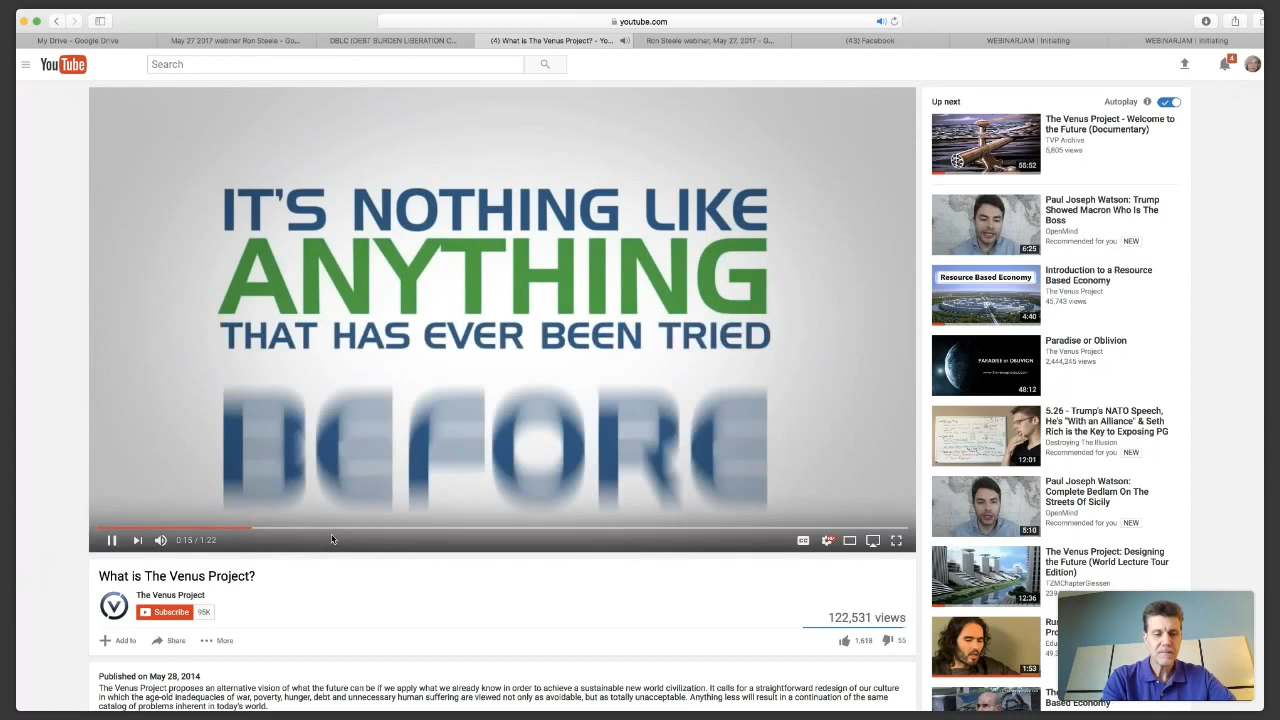 youtube.com
My Drive - Google Drive
May 27 2017 webinar Ron Steele - Go...
DBLC (DEBT BURDEN LIBERATION C...
(4) What is The Venus Project? - Yo...
Ron Steele webinar, May 27, 2017 - G...
(43) Facebook
WEBINARJAM | Initiating
WEBINARJAM | Initiating
YouTube
Search
4
IT'S NOTHING LIKE
ANYTHING
THAT HAS EVER BEEN TRIED
0:15 / 1:22
CC
What is The Venus Project?
The Venus Project
Subscribe 95K
122,531 views
Add to Share More
1,618 55
Published on May 28, 2014
The Venus Project proposes an alternative vision of what the future can be if we apply what we already know in order to achieve a sustainable new world civilization. It calls for a straightforward redesign of our culture
in which the age-old inadequacies of war, poverty, hunger, debt and unnecessary human suffering are viewed not only as avoidable, but as totally unacceptable. Anything less will result in a continuation of the same
catalog of problems inherent in today's world.
Up next
Autoplay
The Venus Project - Welcome to
the Future (Documentary)
TVP Archive
5,805 views
55:52
Paul Joseph Watson: Trump
Showed Macron Who Is The
Boss
OpenMind
Recommended for you NEW
6:25
Resource Based Economy
Introduction to a Resource
Based Economy
The Venus Project
45,743 views
4:40
PARADISE or OBLIVION
Paradise or Oblivion
The Venus Project
2,444,245 views
48:12
5.26 - Trump's NATO Speech,
He's "With an Alliance" & Seth
Rich is the Key to Exposing PG
Destroying The Illusion
Recommended for you NEW
12:01
Paul Joseph Watson:
Complete Bedlam On The
Streets Of Sicily
OpenMind
Recommended for you NEW
5:10
The Venus Project: Designing
the Future (World Lecture Tour
Edition)
TZMChapterGiessen
12:36
1:53
Based Economy